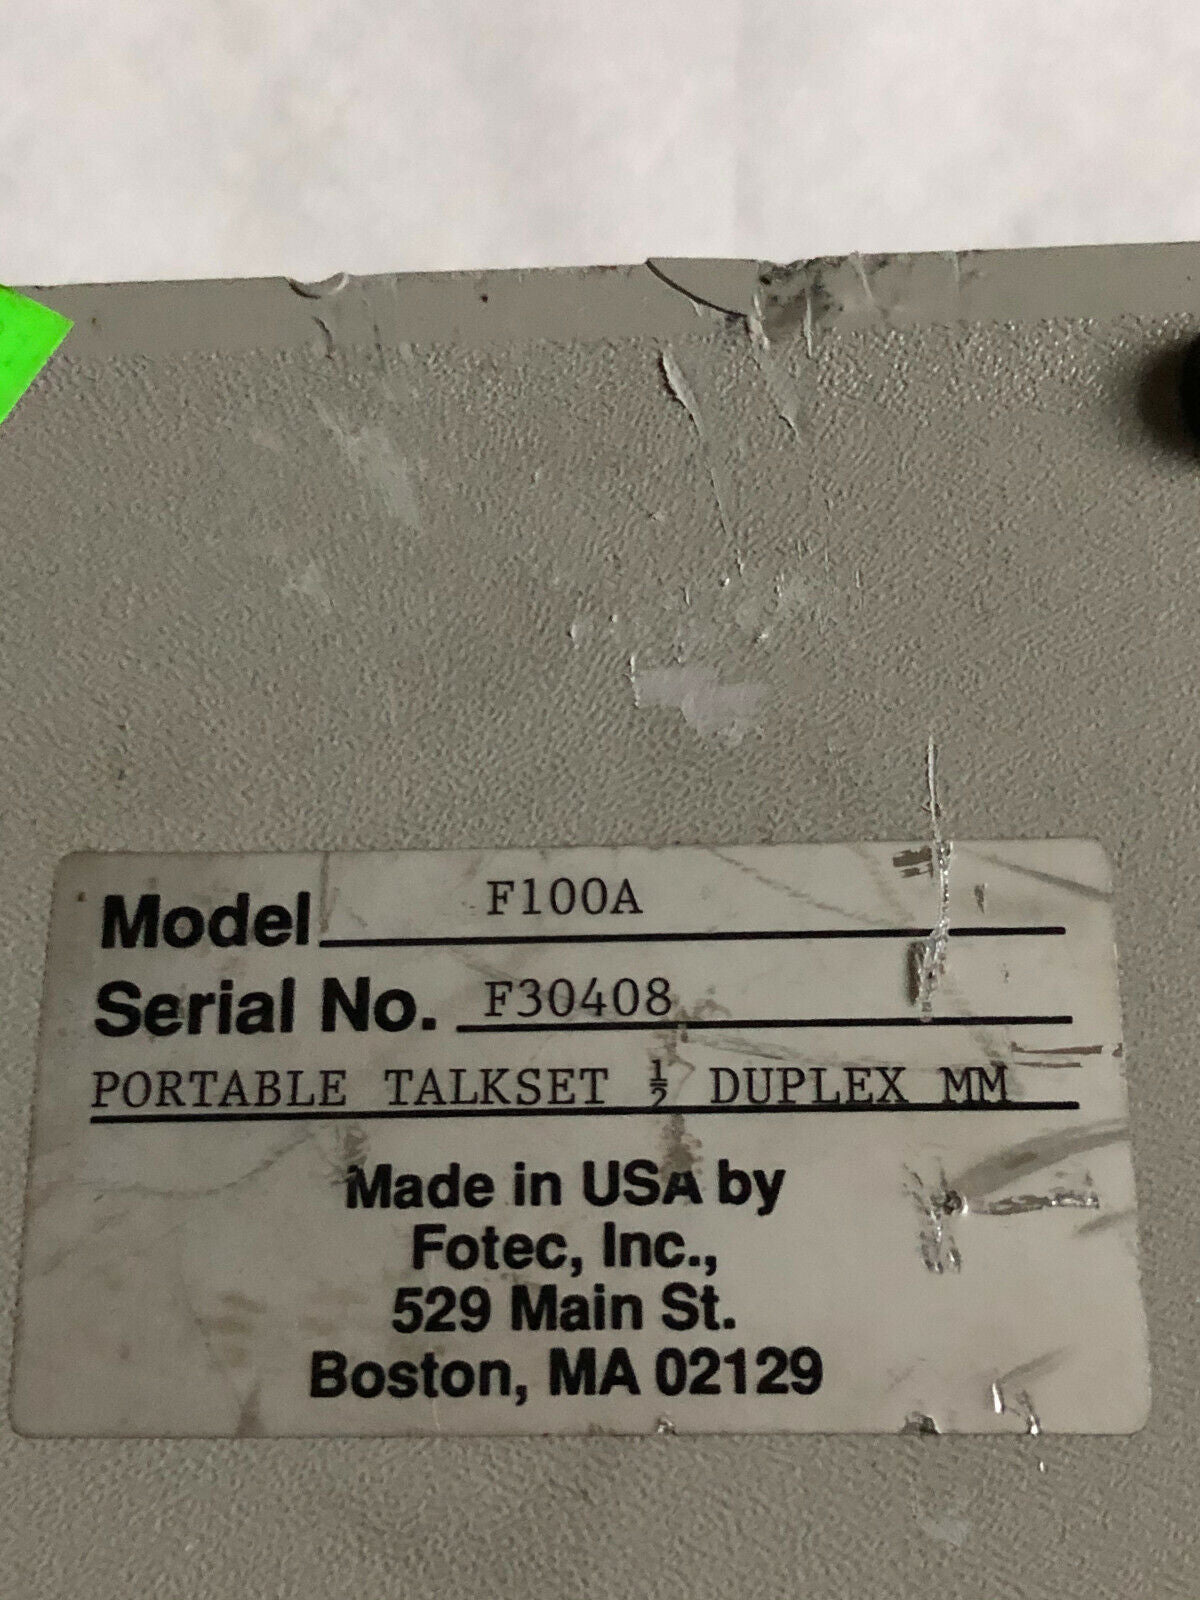 Model F100A
Serial No. F30408
PORTABLE TALKSET ½ DUPLEX MM
Made in USA by
Fotec, Inc.,
529 Main St.
Boston, MA 02129